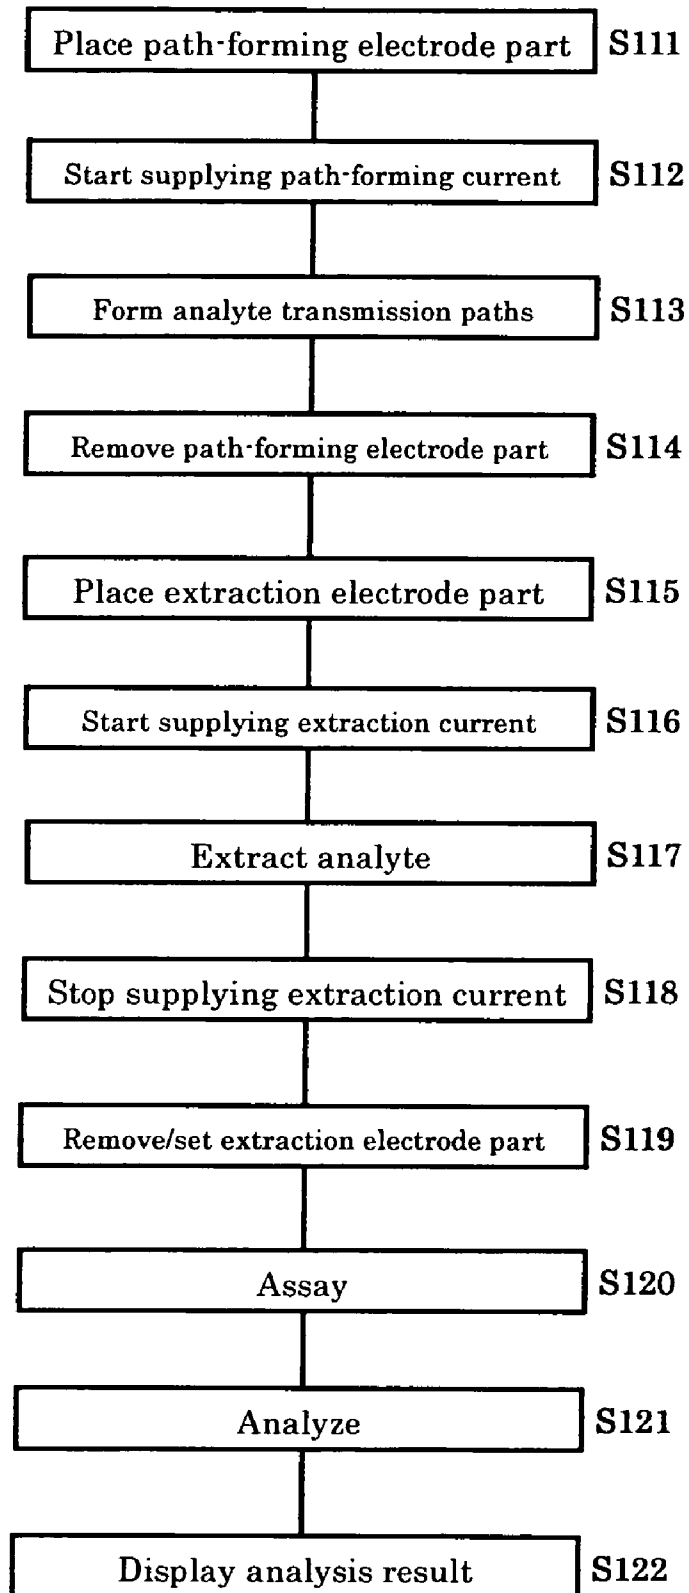 Place path-forming electrode part S111
Start supplying path-forming current S112
Form analyte transmission paths S113
Remove path-forming electrode part S114
Place extraction electrode part S115
Start supplying extraction current S116
Extract analyte S117
Stop supplying extraction current S118
Remove/set extraction electrode part S119
Assay S120
Analyze S121
Display analysis result S122